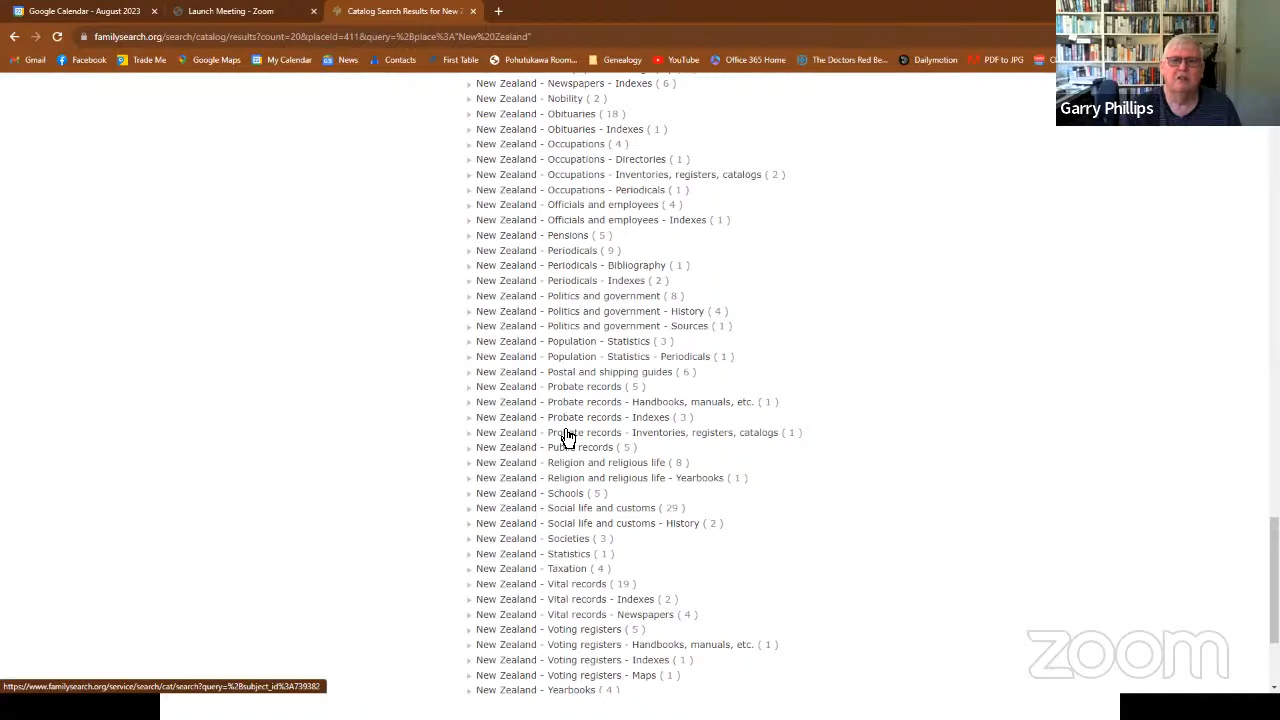 Google Calendar - August 2023
Launch Meeting - Zoom
Catalog Search Results for New Z
familysearch.org/search/catalog/results?count=20&placeId=411&query=%2Bplace%3A"New%20Zealand"
Gmail
Facebook
Trade Me
Google Maps
My Calendar
News
Contacts
First Table
Pohutukawa Room...
Genealogy
YouTube
Office 365 Home
The Doctors Red Be...
Dailymotion
PDF to JPG
Garry Phillips
New Zealand - Newspapers - Indexes ( 6 )
New Zealand - Nobility ( 2 )
New Zealand - Obituaries ( 18 )
New Zealand - Obituaries - Indexes ( 1 )
New Zealand - Occupations ( 4 )
New Zealand - Occupations - Directories ( 1 )
New Zealand - Occupations - Inventories, registers, catalogs ( 2 )
New Zealand - Occupations - Periodicals ( 1 )
New Zealand - Officials and employees ( 4 )
New Zealand - Officials and employees - Indexes ( 1 )
New Zealand - Pensions ( 5 )
New Zealand - Periodicals ( 9 )
New Zealand - Periodicals - Bibliography ( 1 )
New Zealand - Periodicals - Indexes ( 2 )
New Zealand - Politics and government ( 8 )
New Zealand - Politics and government - History ( 4 )
New Zealand - Politics and government - Sources ( 1 )
New Zealand - Population - Statistics ( 3 )
New Zealand - Population - Statistics - Periodicals ( 1 )
New Zealand - Postal and shipping guides ( 6 )
New Zealand - Probate records ( 5 )
New Zealand - Probate records - Handbooks, manuals, etc. ( 1 )
New Zealand - Probate records - Indexes ( 3 )
New Zealand - Probate records - Inventories, registers, catalogs ( 1 )
New Zealand - Public records ( 5 )
New Zealand - Religion and religious life ( 8 )
New Zealand - Religion and religious life - Yearbooks ( 1 )
New Zealand - Schools ( 5 )
New Zealand - Social life and customs ( 29 )
New Zealand - Social life and customs - History ( 2 )
New Zealand - Societies ( 3 )
New Zealand - Statistics ( 1 )
New Zealand - Taxation ( 4 )
New Zealand - Vital records ( 19 )
New Zealand - Vital records - Indexes ( 2 )
New Zealand - Vital records - Newspapers ( 4 )
New Zealand - Voting registers ( 5 )
New Zealand - Voting registers - Handbooks, manuals, etc. ( 1 )
New Zealand - Voting registers - Indexes ( 1 )
New Zealand - Voting registers - Maps ( 1 )
New Zealand - Yearbooks ( 4 )
https://www.familysearch.org/service/search/cat/search?query=%2Bsubject_id%3A739382
zoom